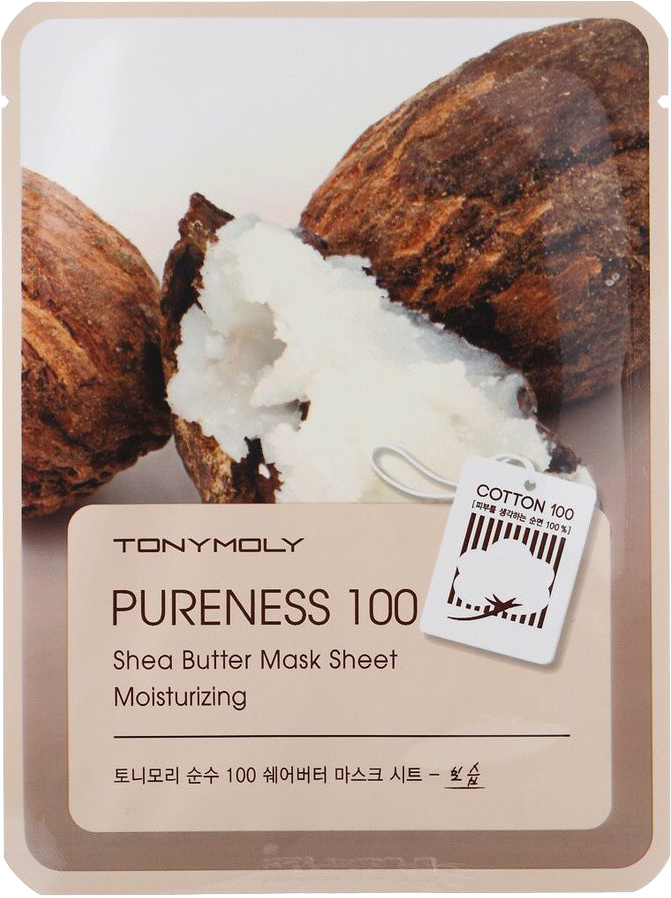 COTTON 100
[피부를 생각하는 순면 100%]
TONYMOLY
PURENESS 100
Shea Butter Mask Sheet
Moisturizing
토니모리 순수 100 쉐어버터 마스크 시트 - 보습